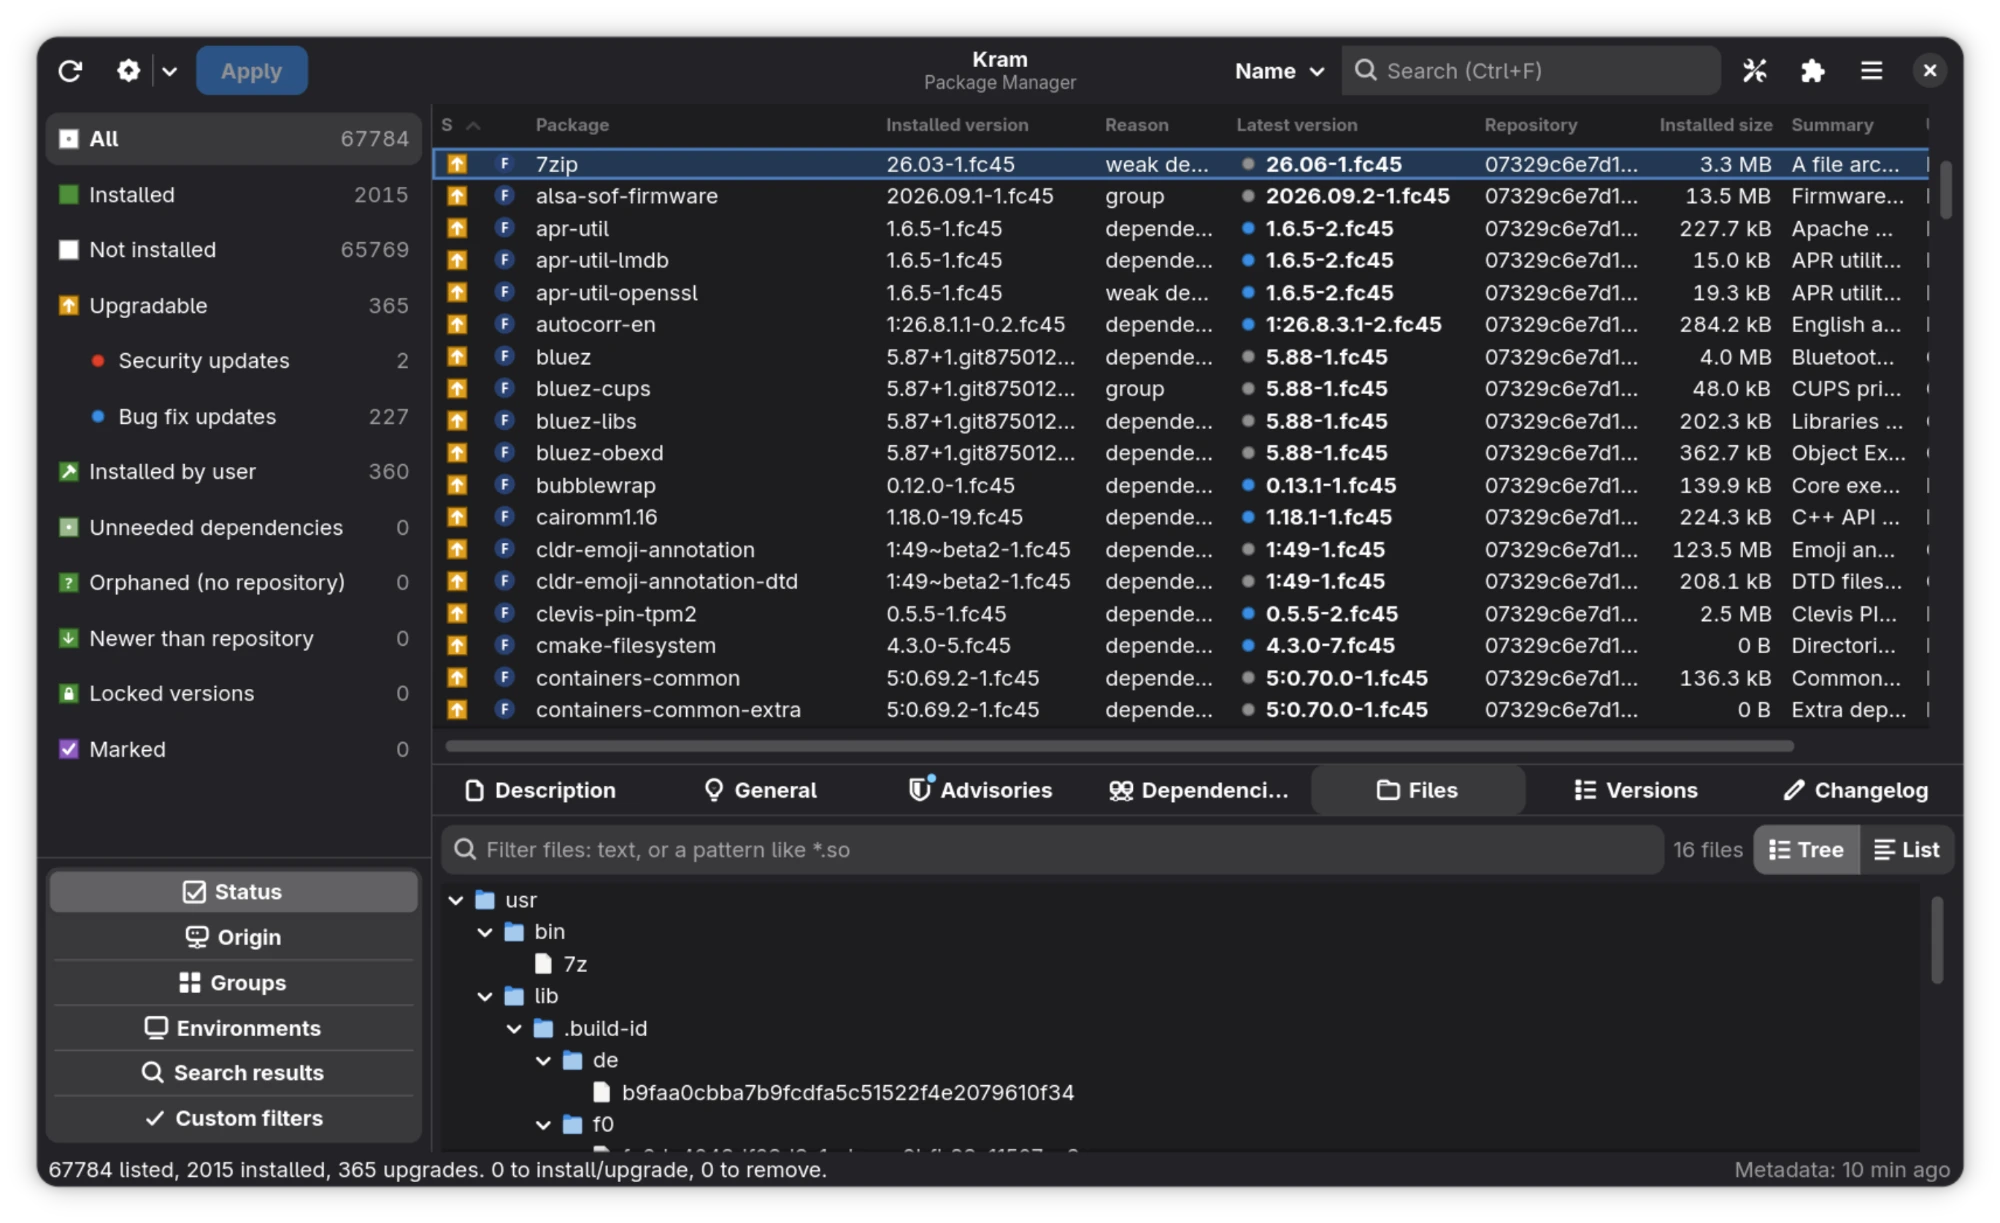 Apply
Kram
Package Manager
Name
Search (Ctrl+F)
All 67784
Installed 2015
Not installed 65769
Upgradable 365
Security updates 2
Bug fix updates 227
Installed by user 360
Unneeded dependencies 0
Orphaned (no repository) 0
Newer than repository 0
Locked versions 0
Marked 0
Status
Origin
Groups
Environments
Search results
Custom filters
S Package Installed version Reason Latest version Repository Installed size Summary
F 7zip 26.03-1.fc45 weak de... 26.06-1.fc45 07329c6e7d1... 3.3 MB A file arc...
F alsa-sof-firmware 2026.09.1-1.fc45 group 2026.09.2-1.fc45 07329c6e7d1... 13.5 MB Firmware...
F apr-util 1.6.5-1.fc45 depende... 1.6.5-2.fc45 07329c6e7d1... 227.7 kB Apache ...
F apr-util-lmdb 1.6.5-1.fc45 depende... 1.6.5-2.fc45 07329c6e7d1... 15.0 kB APR utilit...
F apr-util-openssl 1.6.5-1.fc45 weak de... 1.6.5-2.fc45 07329c6e7d1... 19.3 kB APR utilit...
F autocorr-en 1:26.8.1.1-0.2.fc45 depende... 1:26.8.3.1-2.fc45 07329c6e7d1... 284.2 kB English a...
F bluez 5.87+1.git875012... depende... 5.88-1.fc45 07329c6e7d1... 4.0 MB Bluetoot...
F bluez-cups 5.87+1.git875012... group 5.88-1.fc45 07329c6e7d1... 48.0 kB CUPS pri...
F bluez-libs 5.87+1.git875012... depende... 5.88-1.fc45 07329c6e7d1... 202.3 kB Libraries ...
F bluez-obexd 5.87+1.git875012... depende... 5.88-1.fc45 07329c6e7d1... 362.7 kB Object Ex...
F bubblewrap 0.12.0-1.fc45 depende... 0.13.1-1.fc45 07329c6e7d1... 139.9 kB Core exe...
F cairomm1.16 1.18.0-19.fc45 depende... 1.18.1-1.fc45 07329c6e7d1... 224.3 kB C++ API ...
F cldr-emoji-annotation 1:49~beta2-1.fc45 depende... 1:49-1.fc45 07329c6e7d1... 123.5 MB Emoji an...
F cldr-emoji-annotation-dtd 1:49~beta2-1.fc45 depende... 1:49-1.fc45 07329c6e7d1... 208.1 kB DTD files...
F clevis-pin-tpm2 0.5.5-1.fc45 depende... 0.5.5-2.fc45 07329c6e7d1... 2.5 MB Clevis PI...
F cmake-filesystem 4.3.0-5.fc45 depende... 4.3.0-7.fc45 07329c6e7d1... 0 B Directori...
F containers-common 5:0.69.2-1.fc45 depende... 5:0.70.0-1.fc45 07329c6e7d1... 136.3 kB Common...
F containers-common-extra 5:0.69.2-1.fc45 depende... 5:0.70.0-1.fc45 07329c6e7d1... 0 B Extra dep...
Description General Advisories Dependenci... Files Versions Changelog
Filter files: text, or a pattern like *.so 16 files Tree List
usr
bin
7z
lib
.build-id
de
b9faa0cbba7b9fcdfa5c51522f4e2079610f34
f0
67784 listed, 2015 installed, 365 upgrades. 0 to install/upgrade, 0 to remove.
Metadata: 10 min ago